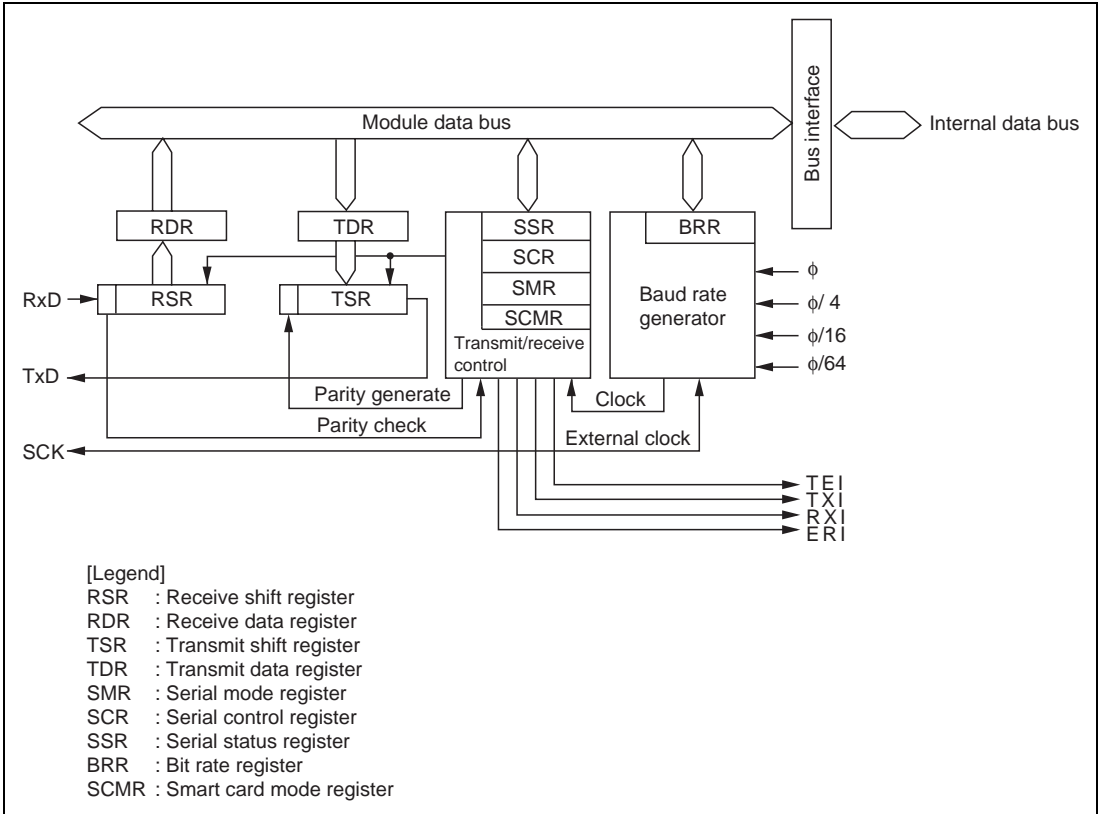 Module data bus
Bus interface
Internal data bus
RDR
TDR
SSR
BRR
SCR
SMR
SCMR
Transmit/receive
control
Baud rate
generator
ϕ
ϕ/ 4
ϕ/16
ϕ/64
RxD
RSR
TSR
TxD
Parity generate
Clock
Parity check
External clock
SCK
TEI
TXI
RXI
ERI
[Legend]
RSR : Receive shift register
RDR : Receive data register
TSR : Transmit shift register
TDR : Transmit data register
SMR : Serial mode register
SCR : Serial control register
SSR : Serial status register
BRR : Bit rate register
SCMR : Smart card mode register